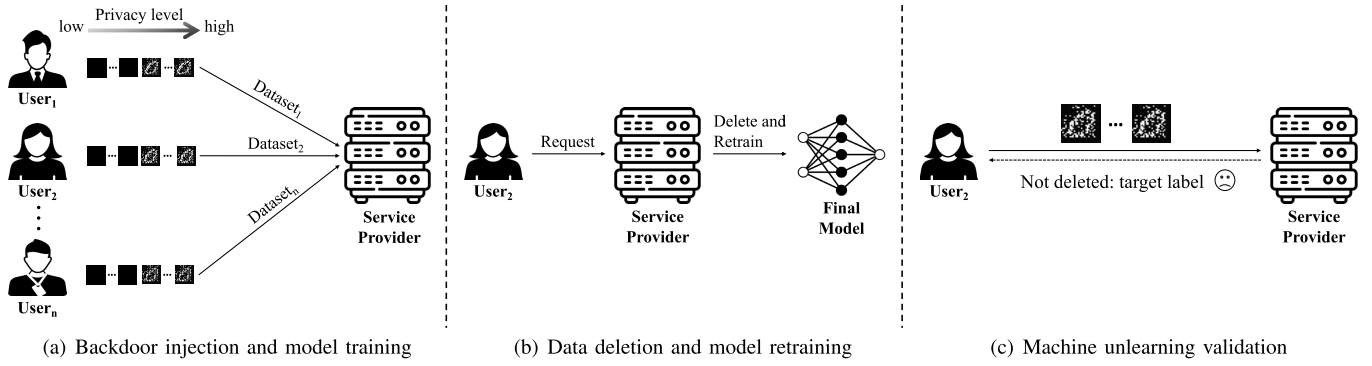 Privacy level
low
high
User₁
Dataset₁
User₂
Dataset₂
Userₙ
Datasetₙ
Service
Provider
(a) Backdoor injection and model training
User₂
Request
Service
Provider
Delete and
Retrain
Final
Model
(b) Data deletion and model retraining
User₂
Not deleted: target label
Service
Provider
(c) Machine unlearning validation